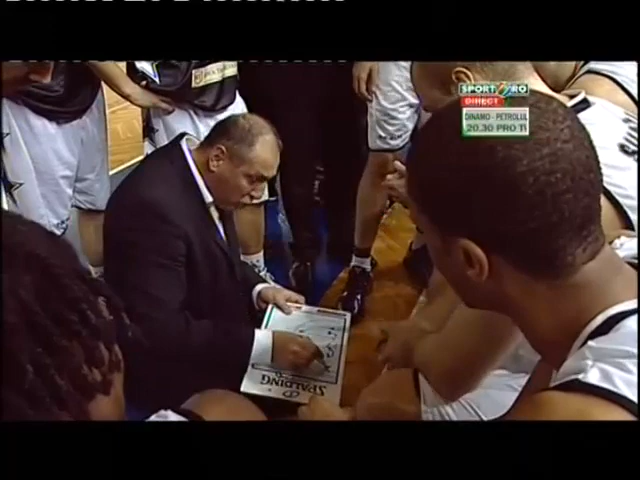 SPORT RO
DIRECT
DINAMO - PETROLUL
20.30 PRO TV
SPALDING